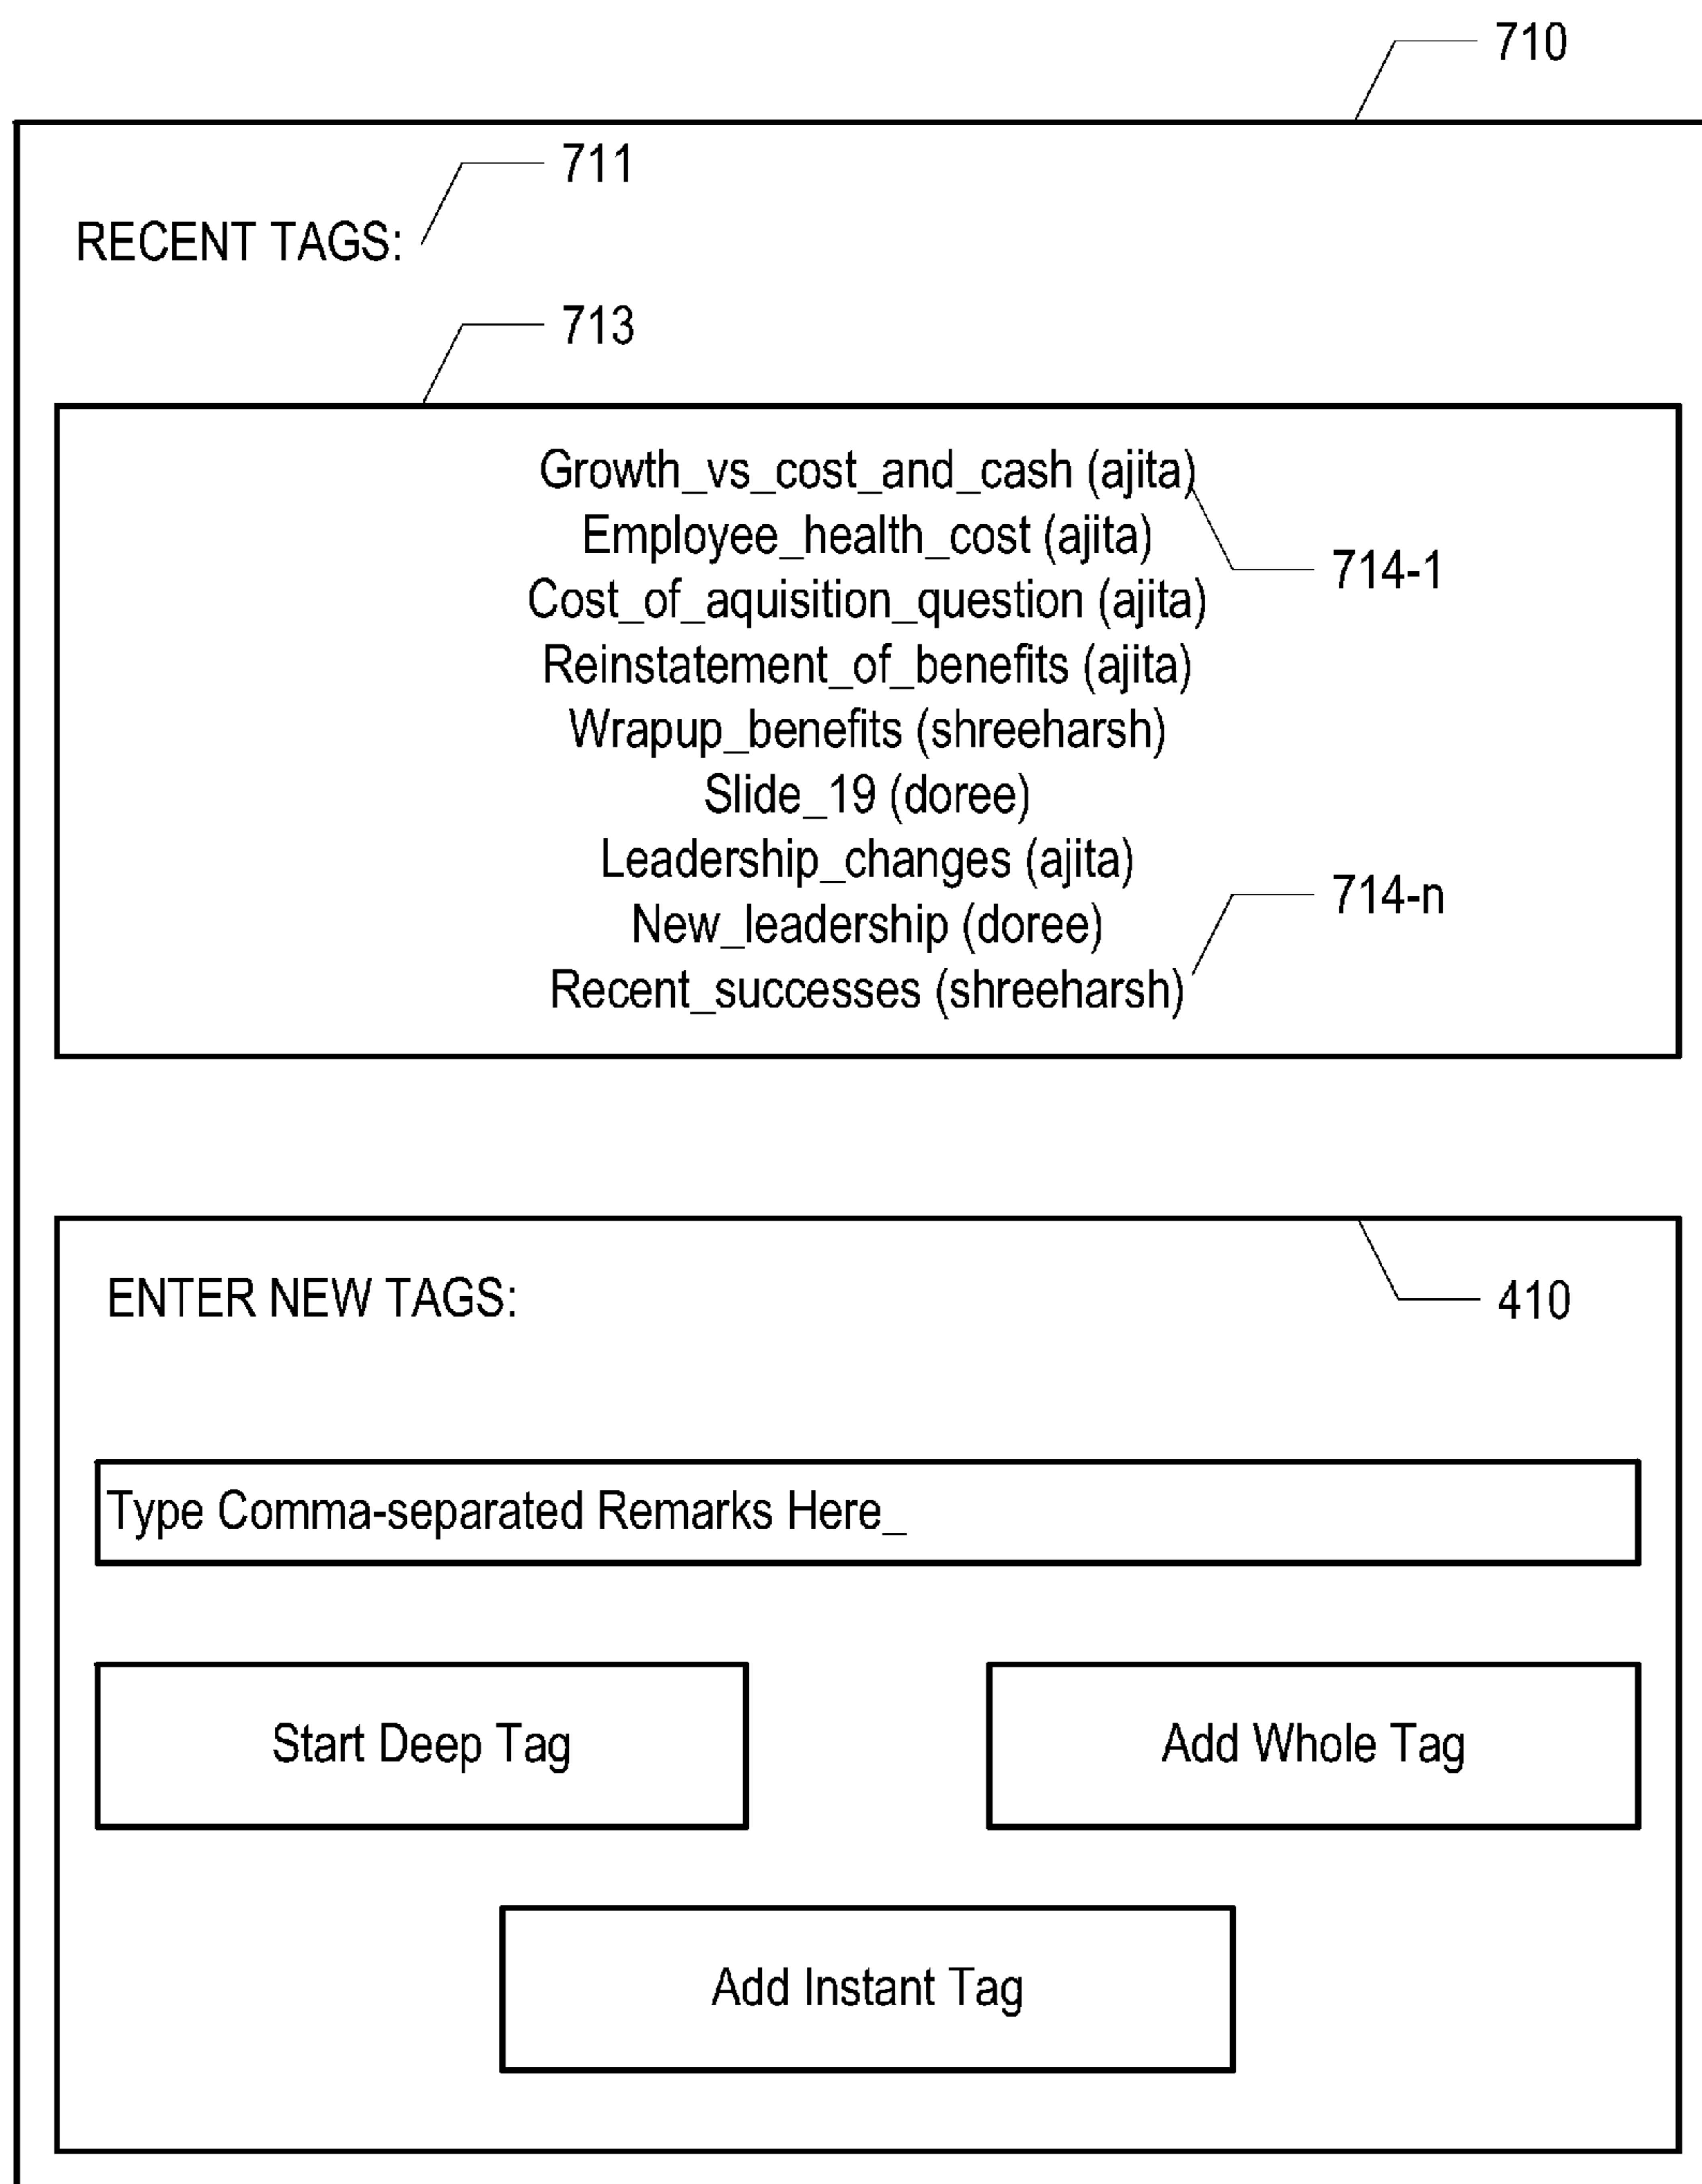 710
711
RECENT TAGS:
713
Growth_vs_cost_and_cash (ajita)
Employee_health_cost (ajita)
714-1
Cost_of_aquisition_question (ajita)
Reinstatement_of_benefits (ajita)
Wrapup_benefits (shreeharsh)
Slide_19 (doree)
Leadership_changes (ajita)
714-n
New_leadership (doree)
Recent_successes (shreeharsh)
ENTER NEW TAGS:
410
Type Comma-separated Remarks Here_
Start Deep Tag
Add Whole Tag
Add Instant Tag